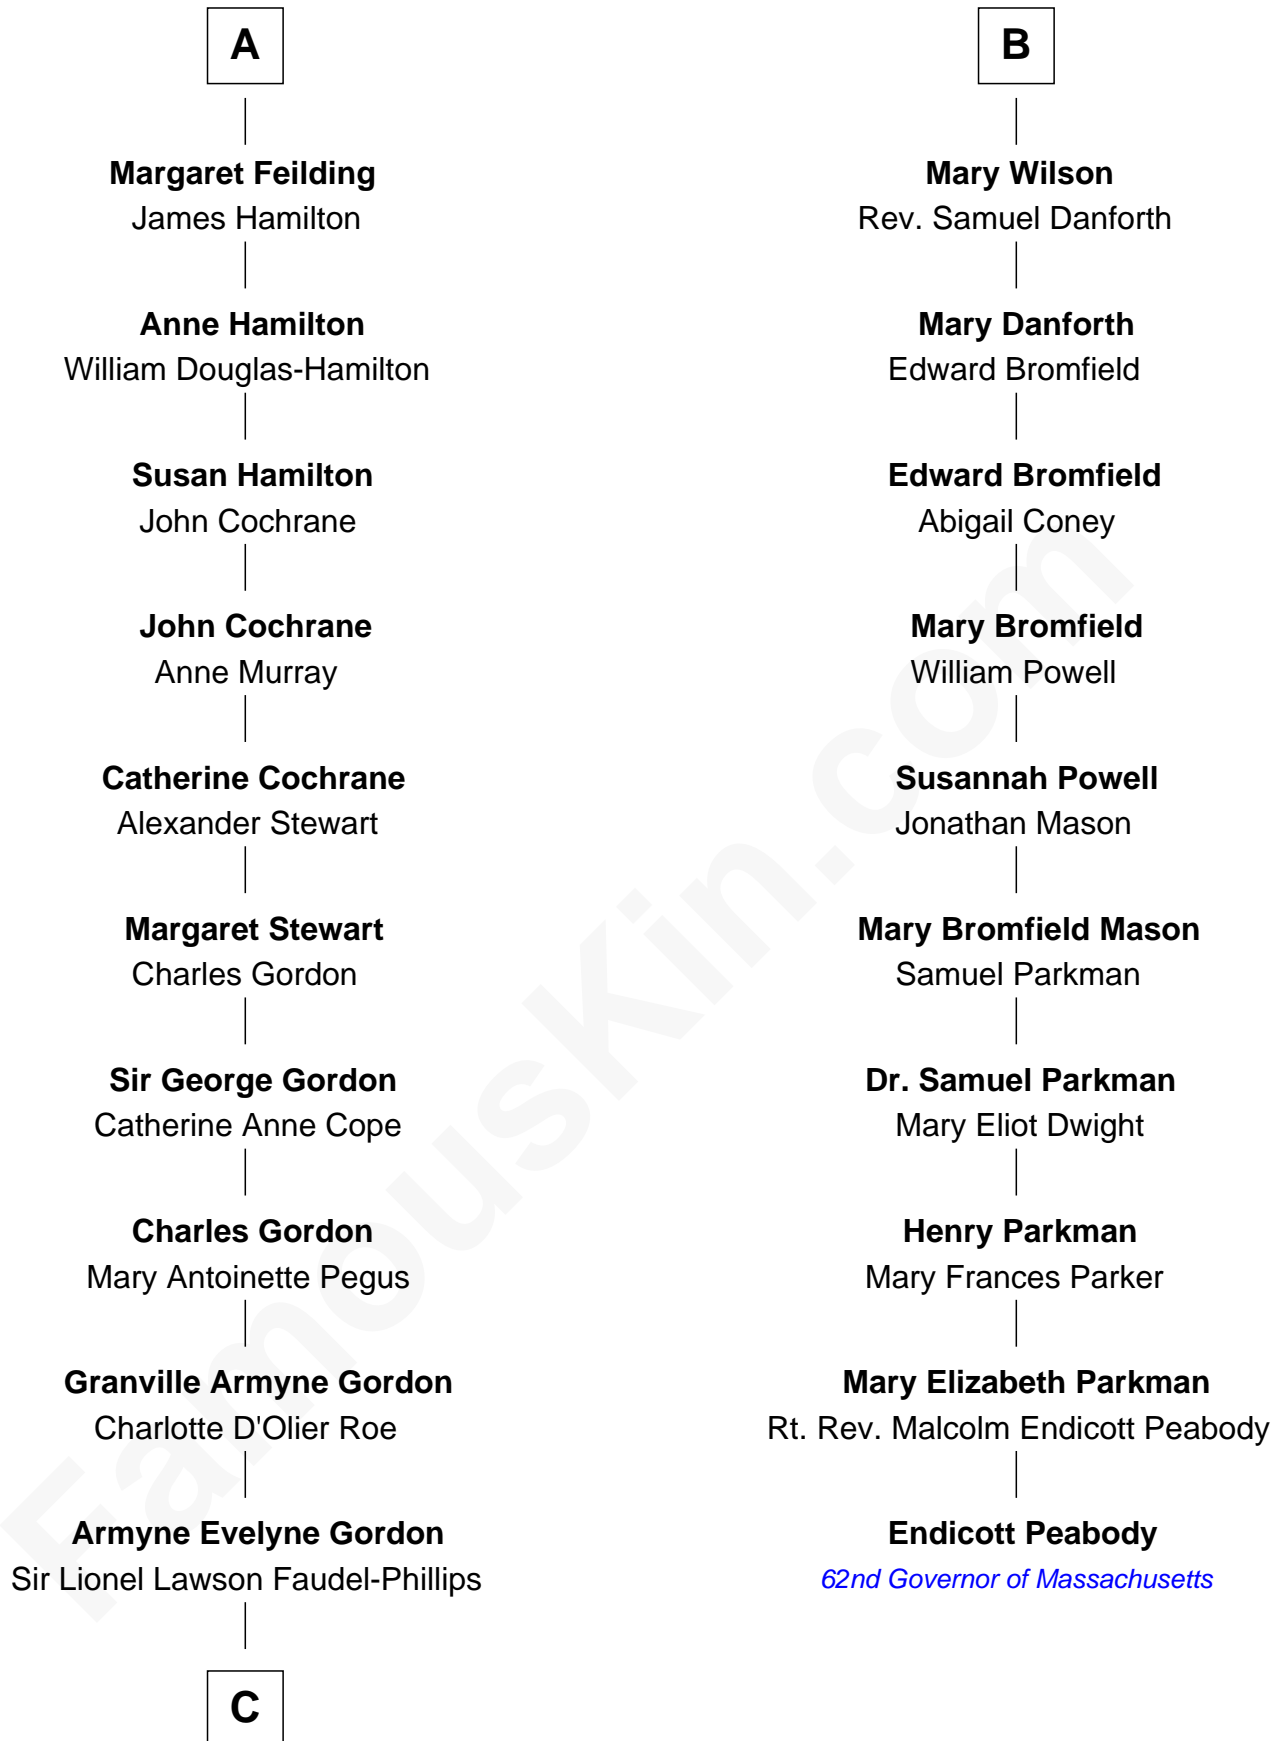 A
Margaret Feilding
James Hamilton
Anne Hamilton
William Douglas-Hamilton
Susan Hamilton
John Cochrane
John Cochrane
Anne Murray
Catherine Cochrane
Alexander Stewart
Margaret Stewart
Charles Gordon
Sir George Gordon
Catherine Anne Cope
Charles Gordon
Mary Antoinette Pegus
Granville Armyne Gordon
Charlotte D'Olier Roe
Armyne Evelyne Gordon
Sir Lionel Lawson Faudel-Phillips
C
B
Mary Wilson
Rev. Samuel Danforth
Mary Danforth
Edward Bromfield
Edward Bromfield
Abigail Coney
Mary Bromfield
William Powell
Susannah Powell
Jonathan Mason
Mary Bromfield Mason
Samuel Parkman
Dr. Samuel Parkman
Mary Eliot Dwight
Henry Parkman
Mary Frances Parker
Mary Elizabeth Parkman
Rt. Rev. Malcolm Endicott Peabody
Endicott Peabody
62nd Governor of Massachusetts
FamousKin.com